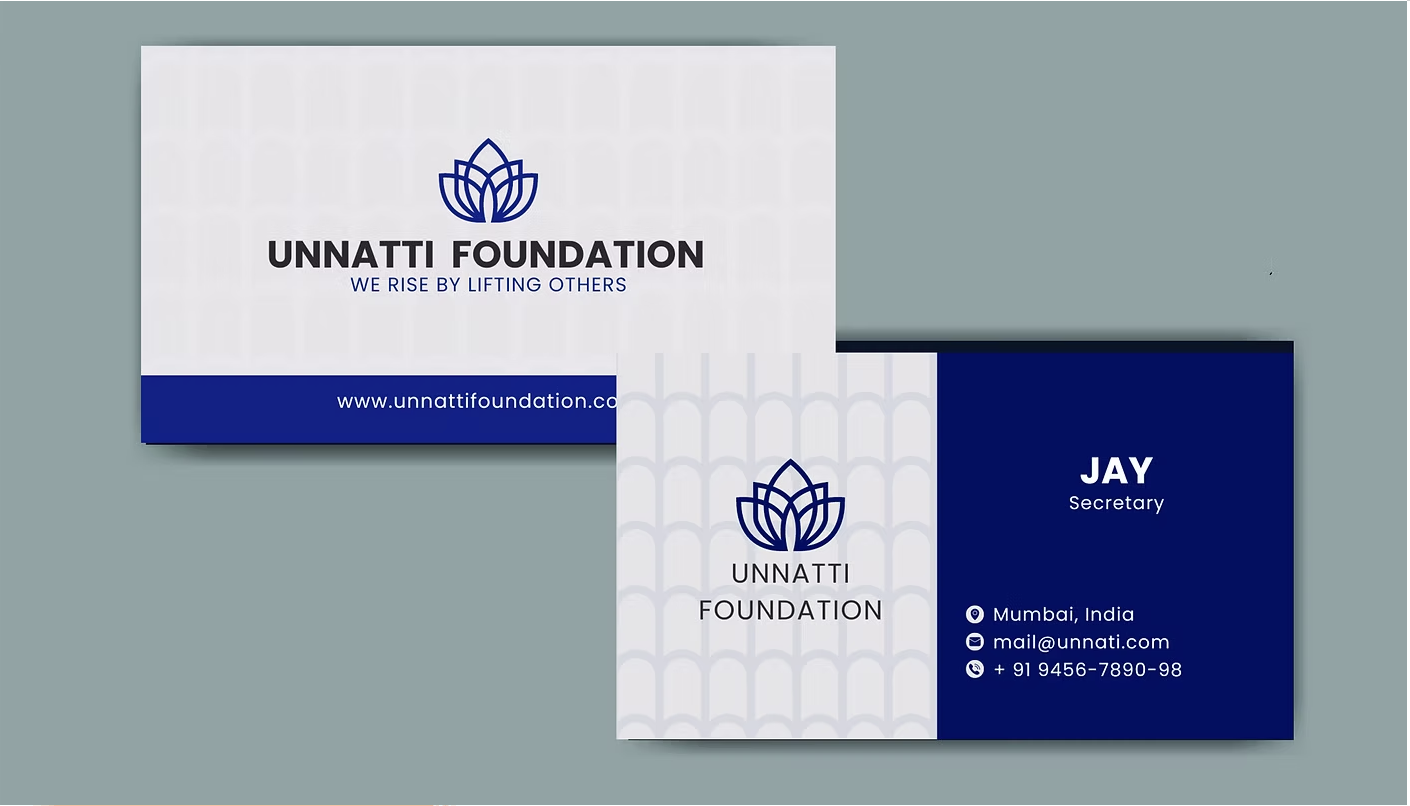 UNNATTI FOUNDATION
WE RISE BY LIFTING OTHERS
www.unnattifoundation.co
UNNATTI
FOUNDATION
JAY
Secretary
Mumbai, India
mail@unnati.com
+ 91 9456-7890-98